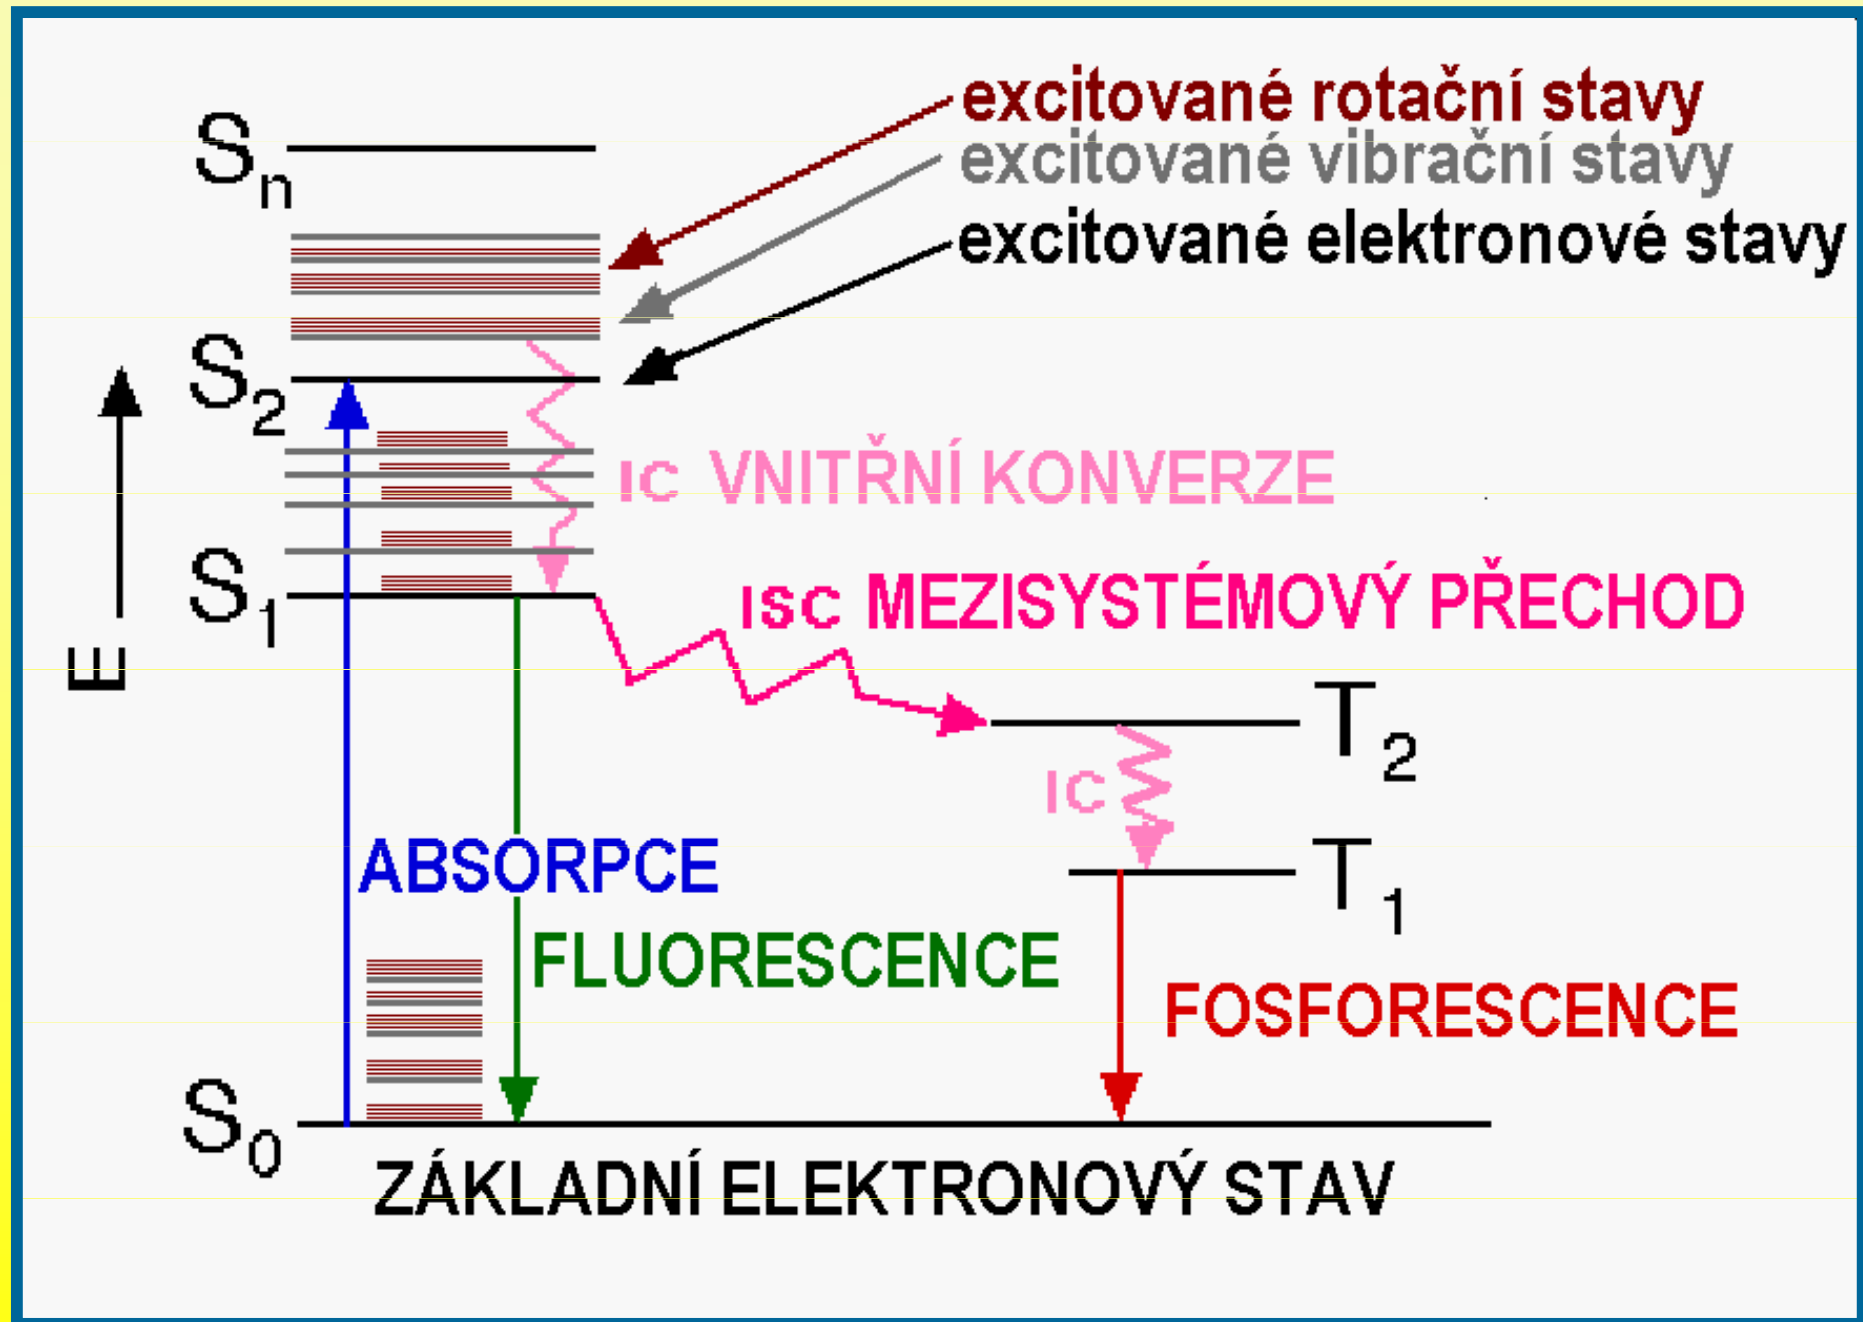 excitované rotační stavy
excitované vibrační stavy
excitované elektronové stavy
Sn
S2
IC VNITŘNÍ KONVERZE
S1
ISC MEZISYSTÉMOVÝ PŘECHOD
E
T2
IC
T1
ABSORPCE
FLUORESCENCE
FOSFORESCENCE
S0
ZÁKLADNÍ ELEKTRONOVÝ STAV